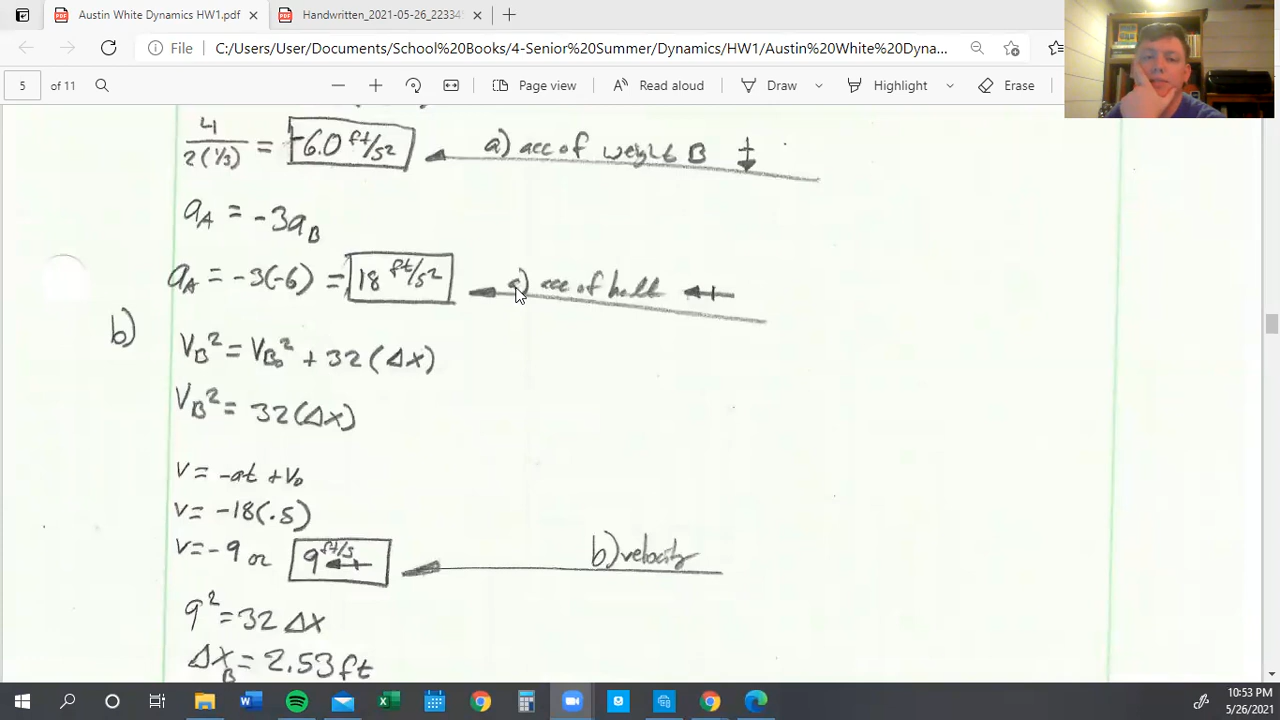 Austin White Dynamics HW1.pdf
Handwritten_2021-05-26_22334
File
C:/Users/User/Documents/School%20Books/4-Senior%20Summer/Dynamics/HW1/Austin%20White%20Dyna...
5 of 11
Page view
Read aloud
Draw
Highlight
Erase
4/2(1/3) = -6.0 ft/s² a) acc of weight B
a_A = -3a_B
a_A = -3(-6) = 18 ft/s² a) acc of
b)
V_B² = V_B₀² + 32(Δx)
V_B² = 32(Δx)
v = -at + v₀
v = -18(.5)
v = -9 or 9 ft/s b) velocity
9² = 32 Δx
Δx_B = 2.53 ft
10:53 PM
5/26/2021